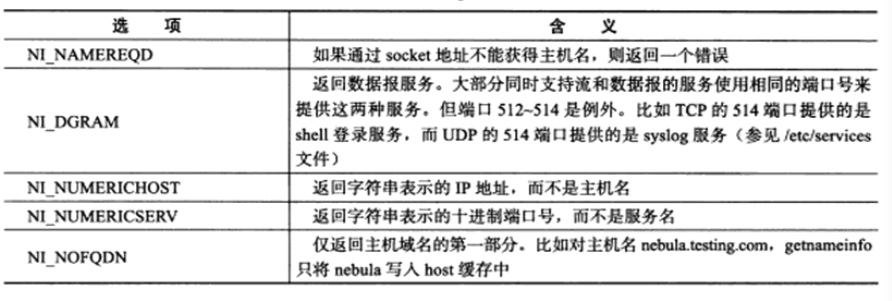 选 项 含 义
NI_NAMEREQD 如果通过 socket 地址不能获得主机名，则返回一个错误
返回数据报服务。大部分同时支持流和数据报的服务使用相同的端口号来
提供这两种服务。但端口 512~514 是例外。比如 TCP 的 514 端口提供的是
NI_DGRAM
shell 登录服务，而 UDP 的 514 端口提供的是 syslog 服务（参见 /etc/services
文件）
NI_NUMERICHOST 返回字符串表示的 IP 地址，而不是主机名
NI_NUMERICSERV 返回字符串表示的十进制端口号，而不是服务名
仅返回主机域名的第一部分。比如对主机名 nebula.testing.com，getnameinfo
NI_NOFQDN
只将 nebula 写入 host 缓存中